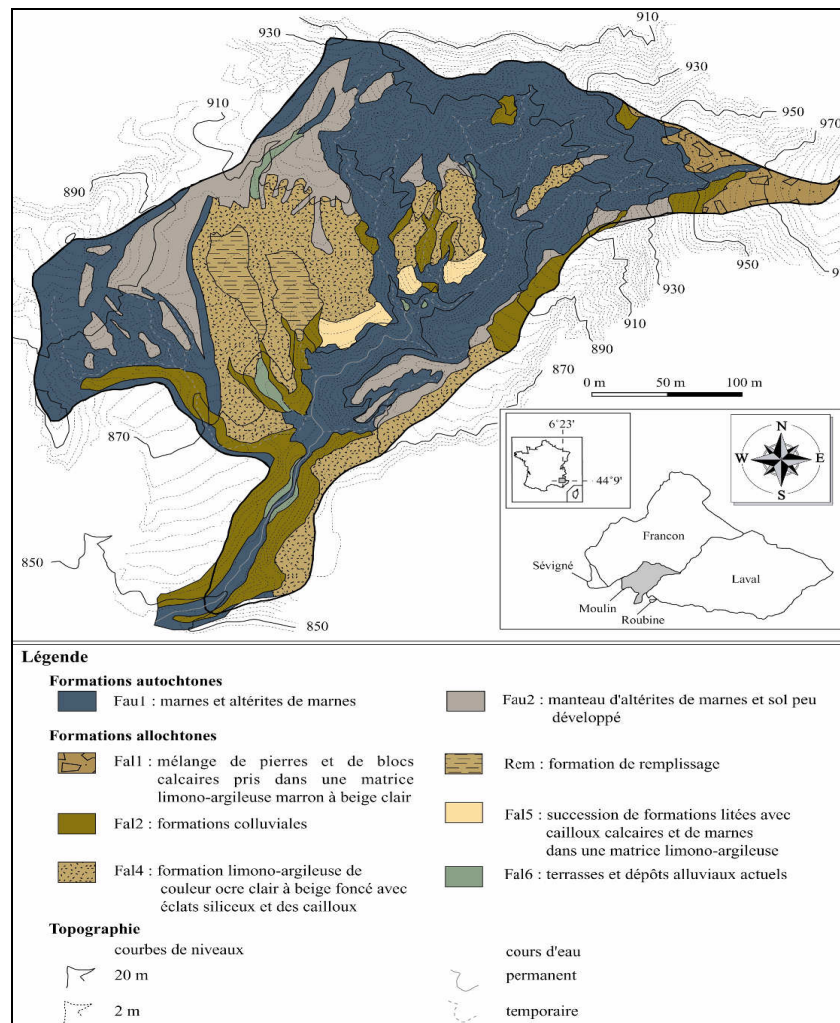 910
930
930
910
950
970
890
9
950
930
910
890
870
0 m 50 m 100 m
870
850
850
6°23'
44°9'
N
W E
S
Francon
Sévigné
Laval
Moulin
Roubine
Légende
Formations autochtones
Fau1 : marnes et altérites de marnes
Fau2 : manteau d'altérites de marnes et sol peu
développé
Formations allochtones
Fal1 : mélange de pierres et de blocs
calcaires pris dans une matrice
limono-argileuse marron à beige clair
Rem : formation de remplissage
Fal2 : formations colluviales
Fal5 : succession de formations litées avec
cailloux calcaires et de marnes
dans une matrice limono-argileuse
Fal4 : formation limono-argileuse de
couleur ocre clair à beige foncé avec
éclats siliceux et des cailloux
Fal6 : terrasses et dépôts alluviaux actuels
Topographie
courbes de niveaux
20 m
2 m
cours d'eau
permanent
temporaire